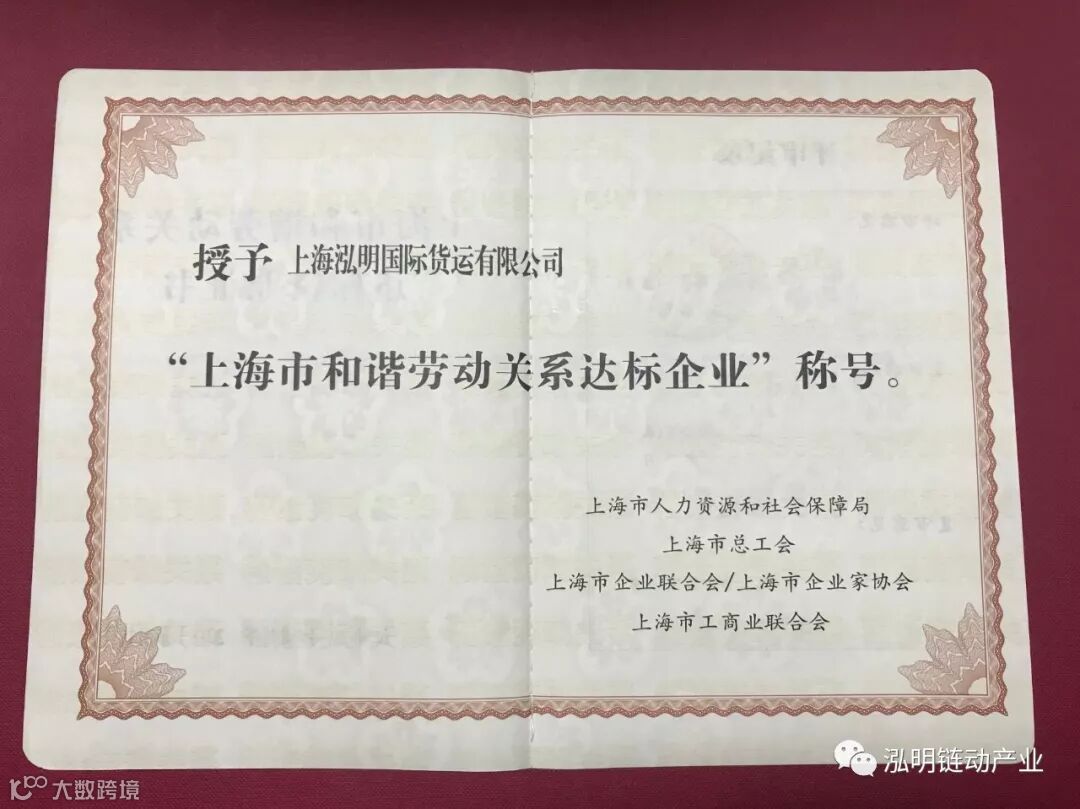 授予 上海泓明国际货运有限公司
“上海市和谐劳动关系达标企业”称号。
上海市人力资源和社会保障局
上海市总工会
上海市企业联合会/上海市企业家协会
上海市工商业联合会
泓明链动产业
大数跨境